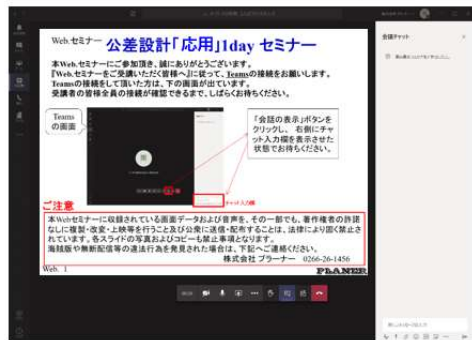 会議チャット
Web.セミナー 公差設計「応用」1day セミナー
本Web.セミナーにご参加頂き、誠にありがとうございます。
『Web.セミナーをご受講いただく皆様へ』に従って、Teamsの接続をお願いします。
Teamsの接続をして頂いた方は、下の画面が出ています。
受講者の皆様全員の接続が確認できるまで、しばらくお待ちください。
Teams
の画面
「会話の表示」ボタンを
クリックし、右側にチャ
ット入力欄を表示させた
状態でお待ちください。
チャット入力欄
ご注意
本Webセミナーに収録されている画面データおよび音声を、その一部でも、著作権者の許諾
なしに複製・改変・上映等を行うこと及び公衆に送信・配布することは、法律により固く禁止さ
れています。各スライドの写真およびコピーも禁止事項となります。
海賊版や無断配信等の違法行為を発見された場合は、下記へご連絡ください。
株式会社 プラーナー 0266-26-1456
Web. 1
PLANER